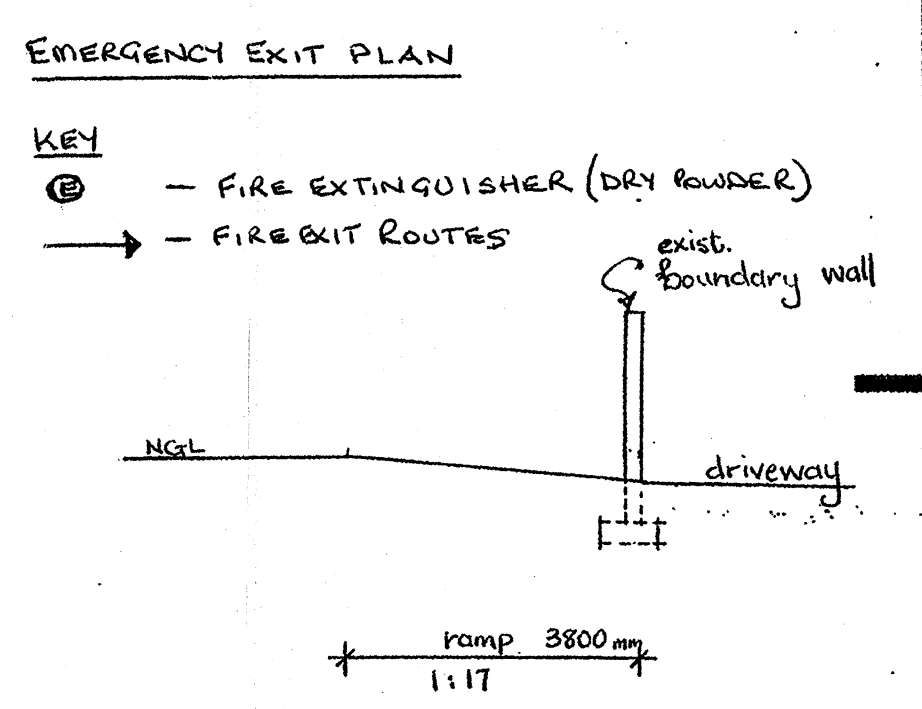 EMERGENCY EXIT PLAN
KEY
E — FIRE EXTINGUISHER (DRY POWDER)
— FIRE EXIT ROUTES
exist.
boundary wall
NGL
driveway
ramp 3800 mm
1:17